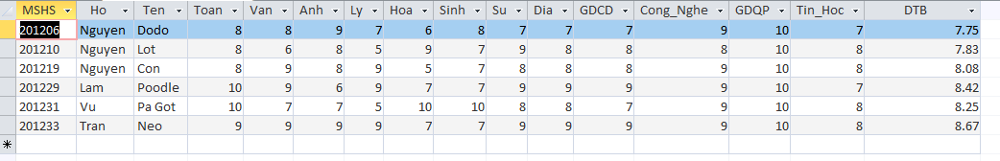 MSHS Ho Ten Toan Van Anh Ly Hoa Sinh Su Dia GDCD Cong_Nghe GDQP Tin_Hoc DTB
201206 Nguyen Dodo 8 8 9 7 6 8 7 7 7 9 10 7 7.75
201210 Nguyen Lot 8 6 8 5 9 7 9 8 8 8 10 8 7.83
201219 Nguyen Con 8 9 8 9 5 7 8 8 8 9 10 8 8.08
201229 Lam Poodle 10 9 6 9 7 7 8 9 9 9 10 7 8.42
201231 Vu Pa Got 10 7 7 5 10 10 8 8 7 9 10 8 8.25
201233 Tran Neo 9 9 9 9 7 7 9 9 9 9 10 8 8.67